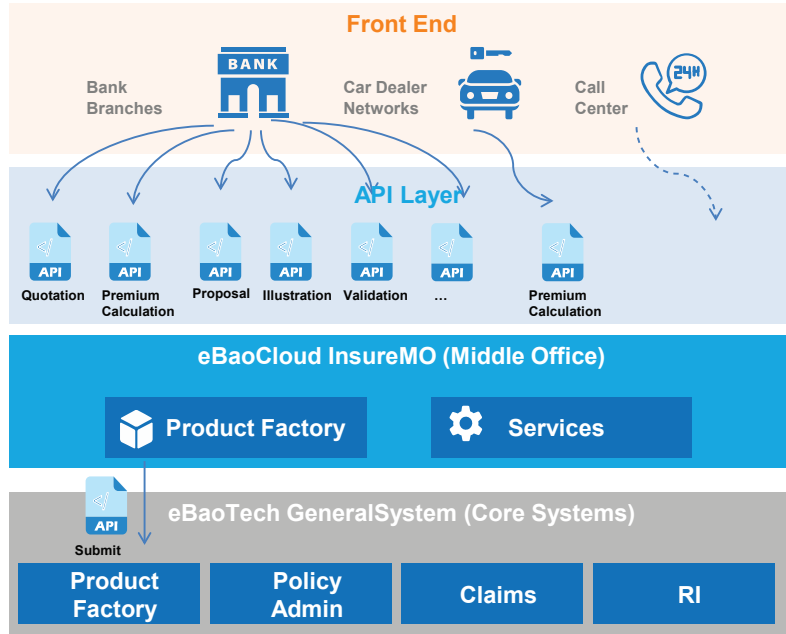 Front End
Bank
Branches
BANK
Car Dealer
Networks
Call
Center
24H
API Layer
</
API
</
API
</
API
</
API
</
API
</
API
</
API
Quotation
Premium
Calculation
Proposal
Illustration
Validation
...
Premium
Calculation
eBaoCloud InsureMO (Middle Office)
Product Factory
Services
</
API
Submit
eBaoTech GeneralSystem (Core Systems)
Product
Factory
Policy
Admin
Claims
RI